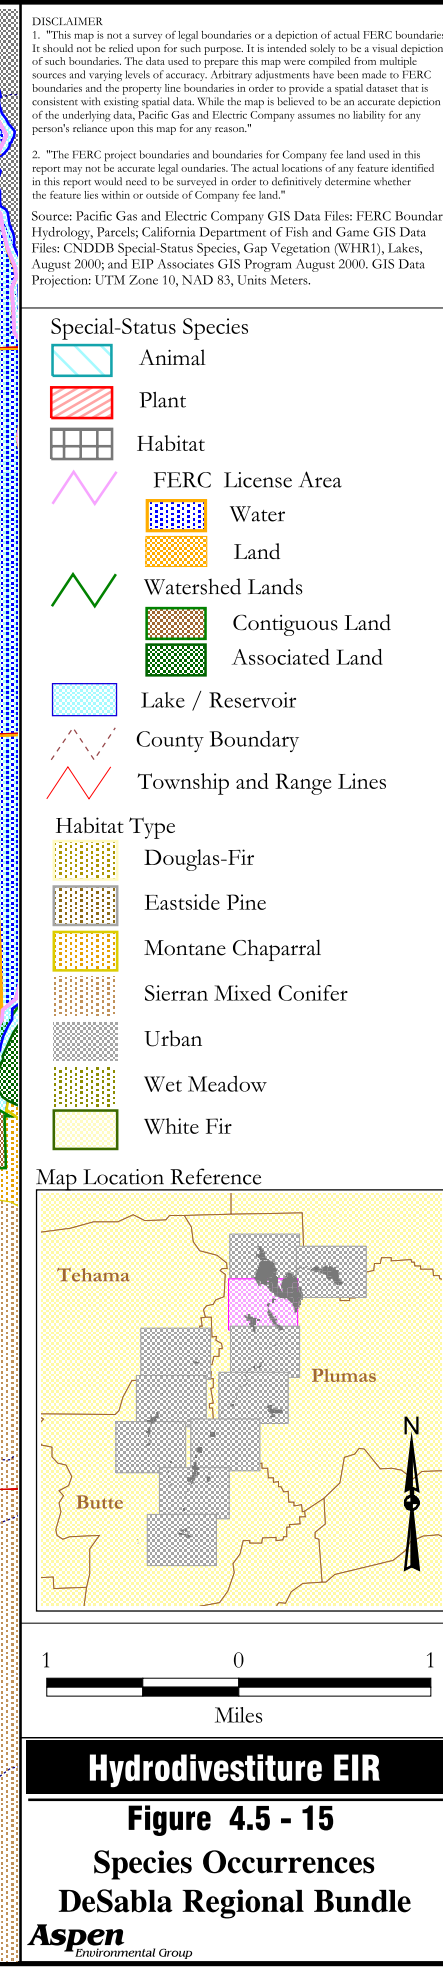 DISCLAIMER
1. "This map is not a survey of legal boundaries or a depiction of actual FERC boundaries
It should not be relied upon for such purpose. It is intended solely to be a visual depiction
of such boundaries. The data used to prepare this map were compiled from multiple
sources and varying levels of accuracy. Arbitrary adjustments have been made to FERC
boundaries and the property line boundaries in order to provide a spatial dataset that is
consistent with existing spatial data. While the map is believed to be an accurate depiction
of the underlying data, Pacific Gas and Electric Company assumes no liability for any
person's reliance upon this map for any reason."
2. "The FERC project boundaries and boundaries for Company fee land used in this
report may not be accurate legal oundaries. The actual locations of any feature identified
in this report would need to be surveyed in order to definitively determine whether
the feature lies within or outside of Company fee land."
Source: Pacific Gas and Electric Company GIS Data Files: FERC Boundar
Hydrology, Parcels; California Department of Fish and Game GIS Data
Files: CNDDB Special-Status Species, Gap Vegetation (WHR1), Lakes,
August 2000; and EIP Associates GIS Program August 2000. GIS Data
Projection: UTM Zone 10, NAD 83, Units Meters.
Special-Status Species
Animal
Plant
Habitat
FERC License Area
Water
Land
Watershed Lands
Contiguous Land
Associated Land
Lake / Reservoir
County Boundary
Township and Range Lines
Habitat Type
Douglas-Fir
Eastside Pine
Montane Chaparral
Sierran Mixed Conifer
Urban
Wet Meadow
White Fir
Map Location Reference
Tehama
Plumas
N
Butte
1 0 1
Miles
Hydrodivestiture EIR
Figure 4.5 - 15
Species Occurrences
DeSabla Regional Bundle
Aspen
Environmental Group